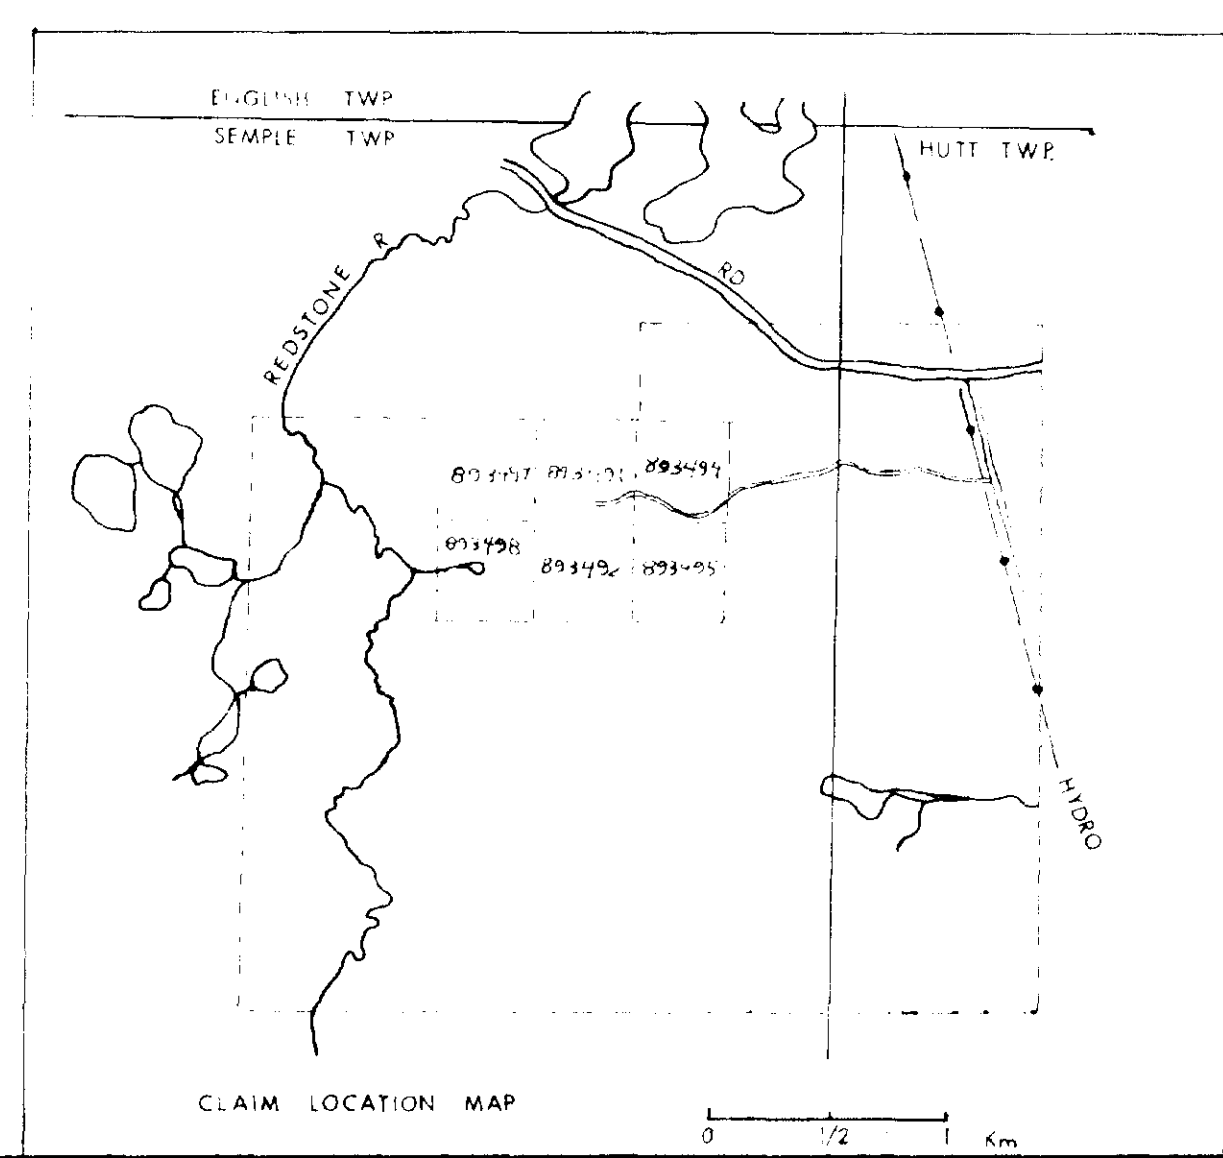 ENGLISH TWP
SEMPLE TWP
HUTT TWP.
REDSTONE R
RD
893497 893494
893498
893495
HYDRO
CLAIM LOCATION MAP
0 1/2 1 Km